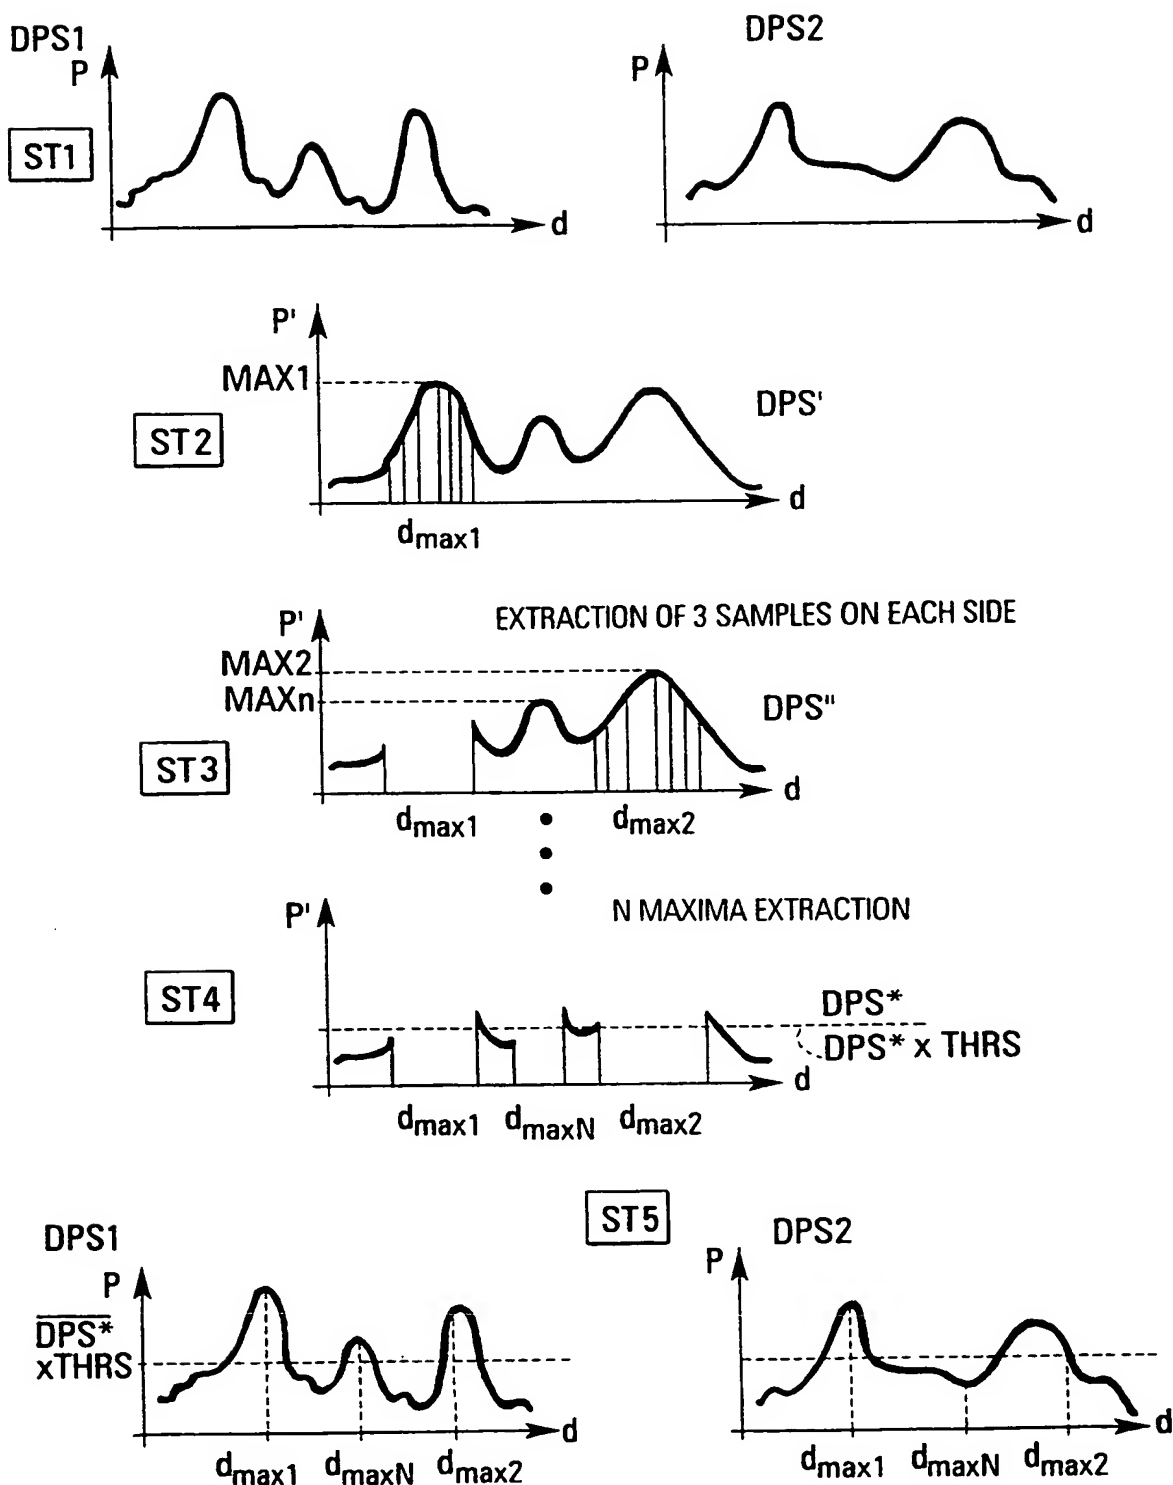 DPS1
P
ST1
d
DPS2
P
d
P'
MAX1
ST2
DPS'
d
dmax1
EXTRACTION OF 3 SAMPLES ON EACH SIDE
P'
MAX2
MAXn
DPS"
ST3
d
dmax1
dmax2
N MAXIMA EXTRACTION
P'
ST4
DPS*
DPS* x THRS
d
dmax1
dmaxN
dmax2
ST5
DPS1
P
DPS*
xTHRS
d
dmax1
dmaxN
dmax2
DPS2
P
d
dmax1
dmaxN
dmax2